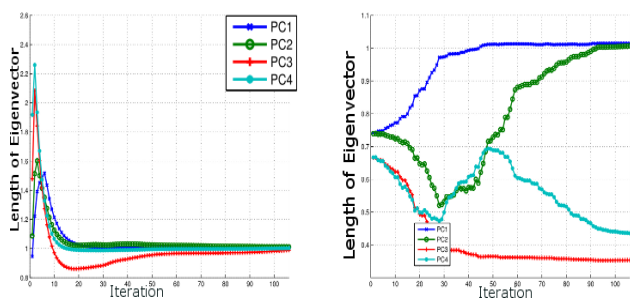 2.6
2.4
2.2
2
1.8
1.6
1.4
1.2
1
0.8
0 10 20 30 40 50 60 70 80 90 100
Length of Eigenvector
Iteration
PC1
PC2
PC3
PC4
1.1
1
0.9
0.8
0.7
0.6
0.5
0.4
0 10 20 30 40 50 60 70 80 90 100
Length of Eigenvector
Iteration
PC1
PC2
PC3
PC4